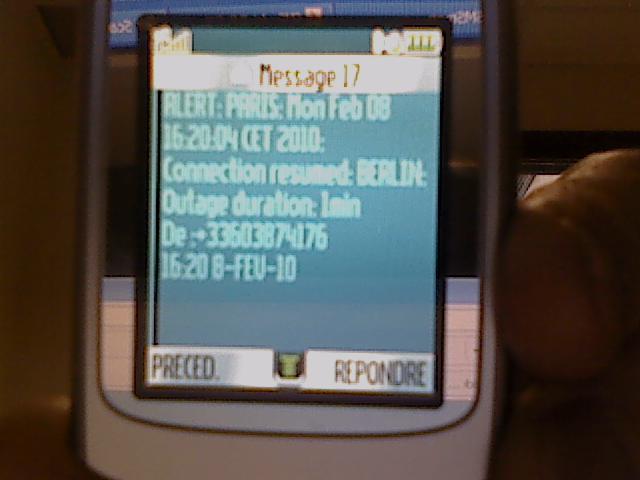 Message 17
ALERT: PARIS: Mon Feb 08
16:20:04 CET 2010:
Connection resumed: BERLIN:
Outage duration: 1min
De :+33603874176
16:20 8-FEV-10
PRECED.
REPONDRE